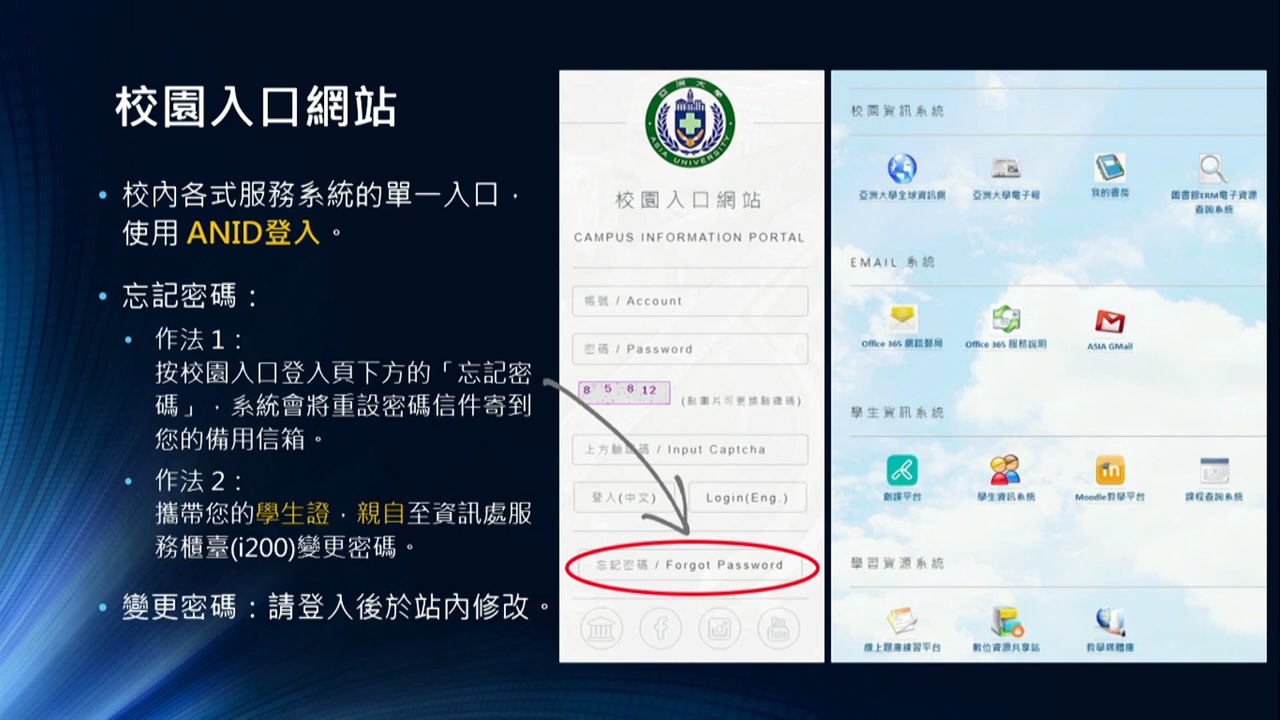 校園入口網站
• 校內各式服務系統的單一入口，
使用 ANID登入。
• 忘記密碼：
• 作法 1：
按校園入口登入頁下方的「忘記密
碼」，系統會將重設密碼信件寄到
您的備用信箱。
• 作法 2：
攜帶您的學生證，親自至資訊處服
務櫃臺(i200)變更密碼。
• 變更密碼：請登入後於站內修改。
亞洲大學
ASIA UNIVERSITY
校園入口網站
CAMPUS INFORMATION PORTAL
帳號 / Account
密碼 / Password
8 5 8 12
(點圖片可更換驗證碼)
上方驗證碼 / Input Captcha
登入(中文) Login(Eng.)
忘記密碼 / Forgot Password
You
Tube
校園資訊系統
亞洲大學全球資訊網 亞洲大學電子報 我的書房 圖書館ERM電子資源
查詢系統
EMAIL 系統
Office 365 網路郵局 Office 365 服務說明 ASIA GMail
學生資訊系統
創課平台 學生資訊系統 Moodle教學平台 課程查詢系統
學習資源系統
線上題庫練習平台 數位資源共享站 教學媒體庫